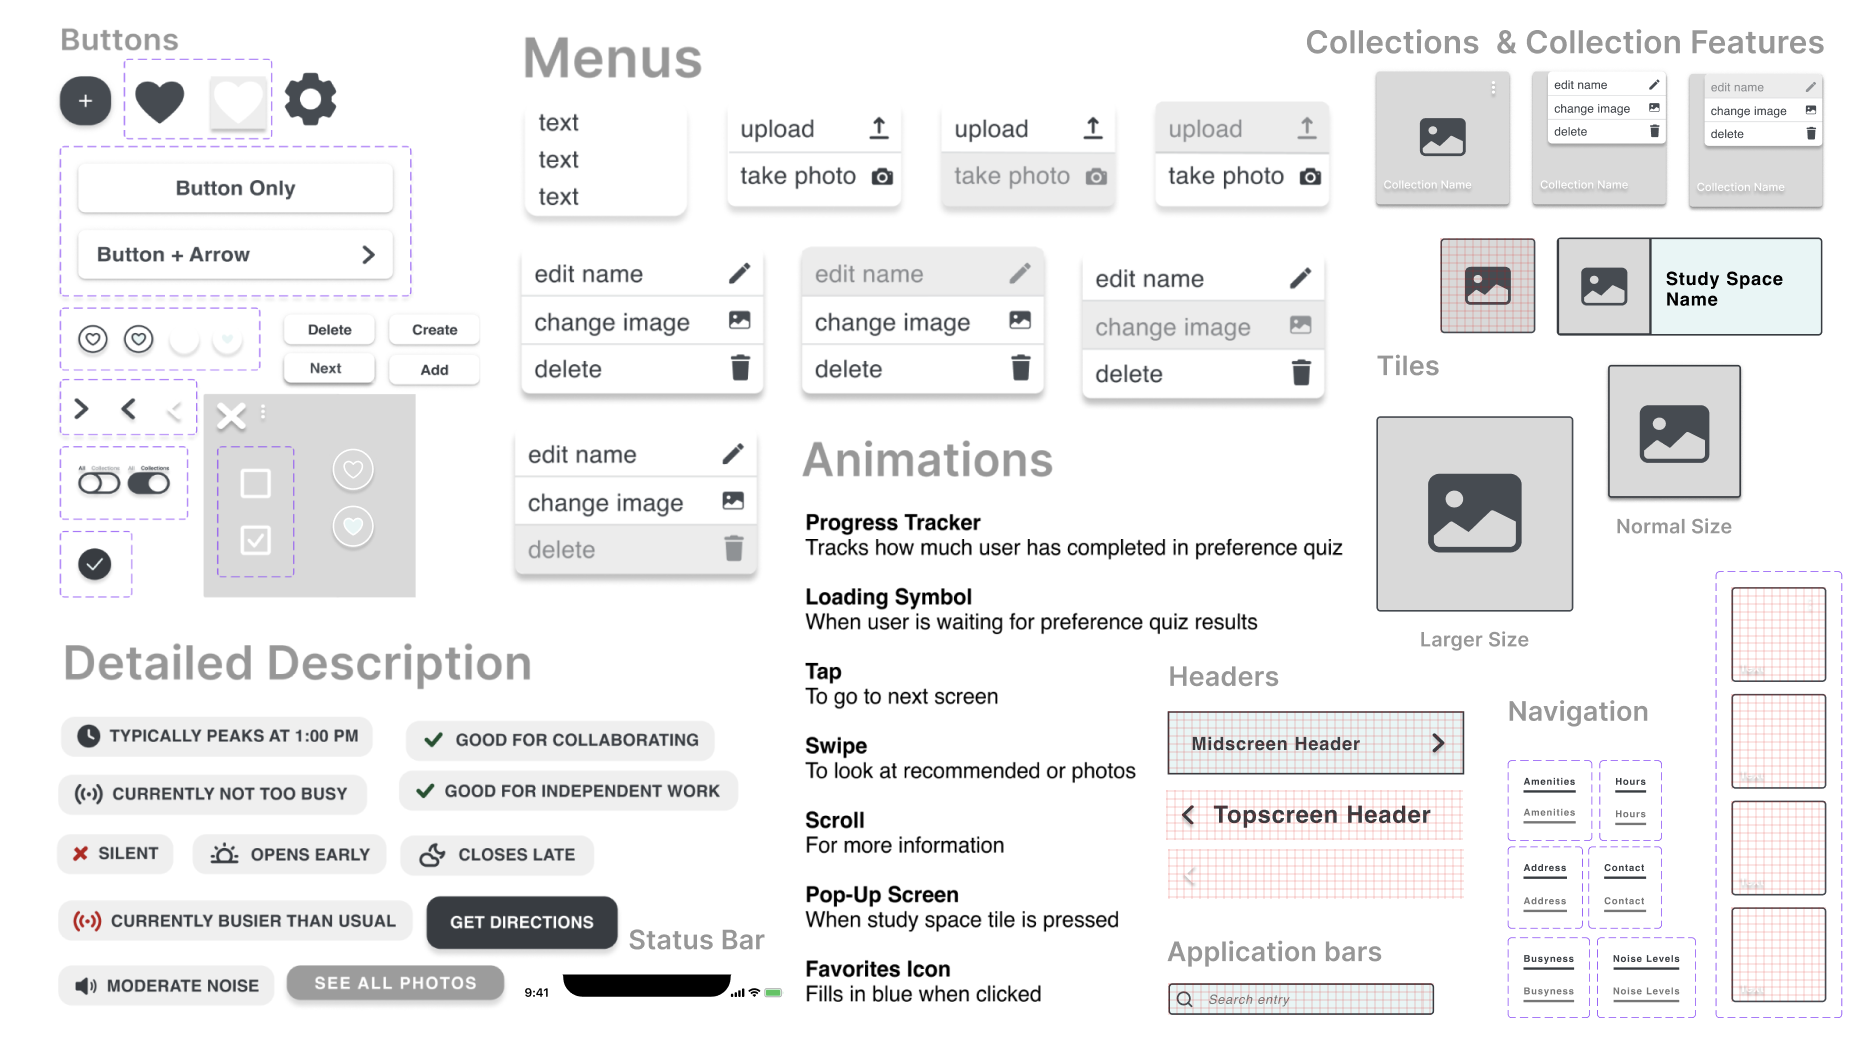 Buttons
Button Only
Button + Arrow
Delete
Create
Next
Add
All Collections
All Collections
Menus
text
text
text
upload
take photo
upload
take photo
upload
take photo
edit name
change image
delete
edit name
change image
delete
edit name
change image
delete
edit name
change image
delete
Collections & Collection Features
Collection Name
edit name
change image
delete
Collection Name
edit name
change image
delete
Collection Name
Study Space
Name
Tiles
Larger Size
Normal Size
Animations
Progress Tracker
Tracks how much user has completed in preference quiz
Loading Symbol
When user is waiting for preference quiz results
Tap
To go to next screen
Swipe
To look at recommended or photos
Scroll
For more information
Pop-Up Screen
When study space tile is pressed
Favorites Icon
Fills in blue when clicked
Detailed Description
TYPICALLY PEAKS AT 1:00 PM
GOOD FOR COLLABORATING
CURRENTLY NOT TOO BUSY
GOOD FOR INDEPENDENT WORK
SILENT
OPENS EARLY
CLOSES LATE
CURRENTLY BUSIER THAN USUAL
GET DIRECTIONS
MODERATE NOISE
SEE ALL PHOTOS
Status Bar
9:41
Headers
Midscreen Header
Topscreen Header
Application bars
Search entry
Navigation
Amenities
Amenities
Hours
Hours
Address
Address
Contact
Contact
Busyness
Busyness
Noise Levels
Noise Levels